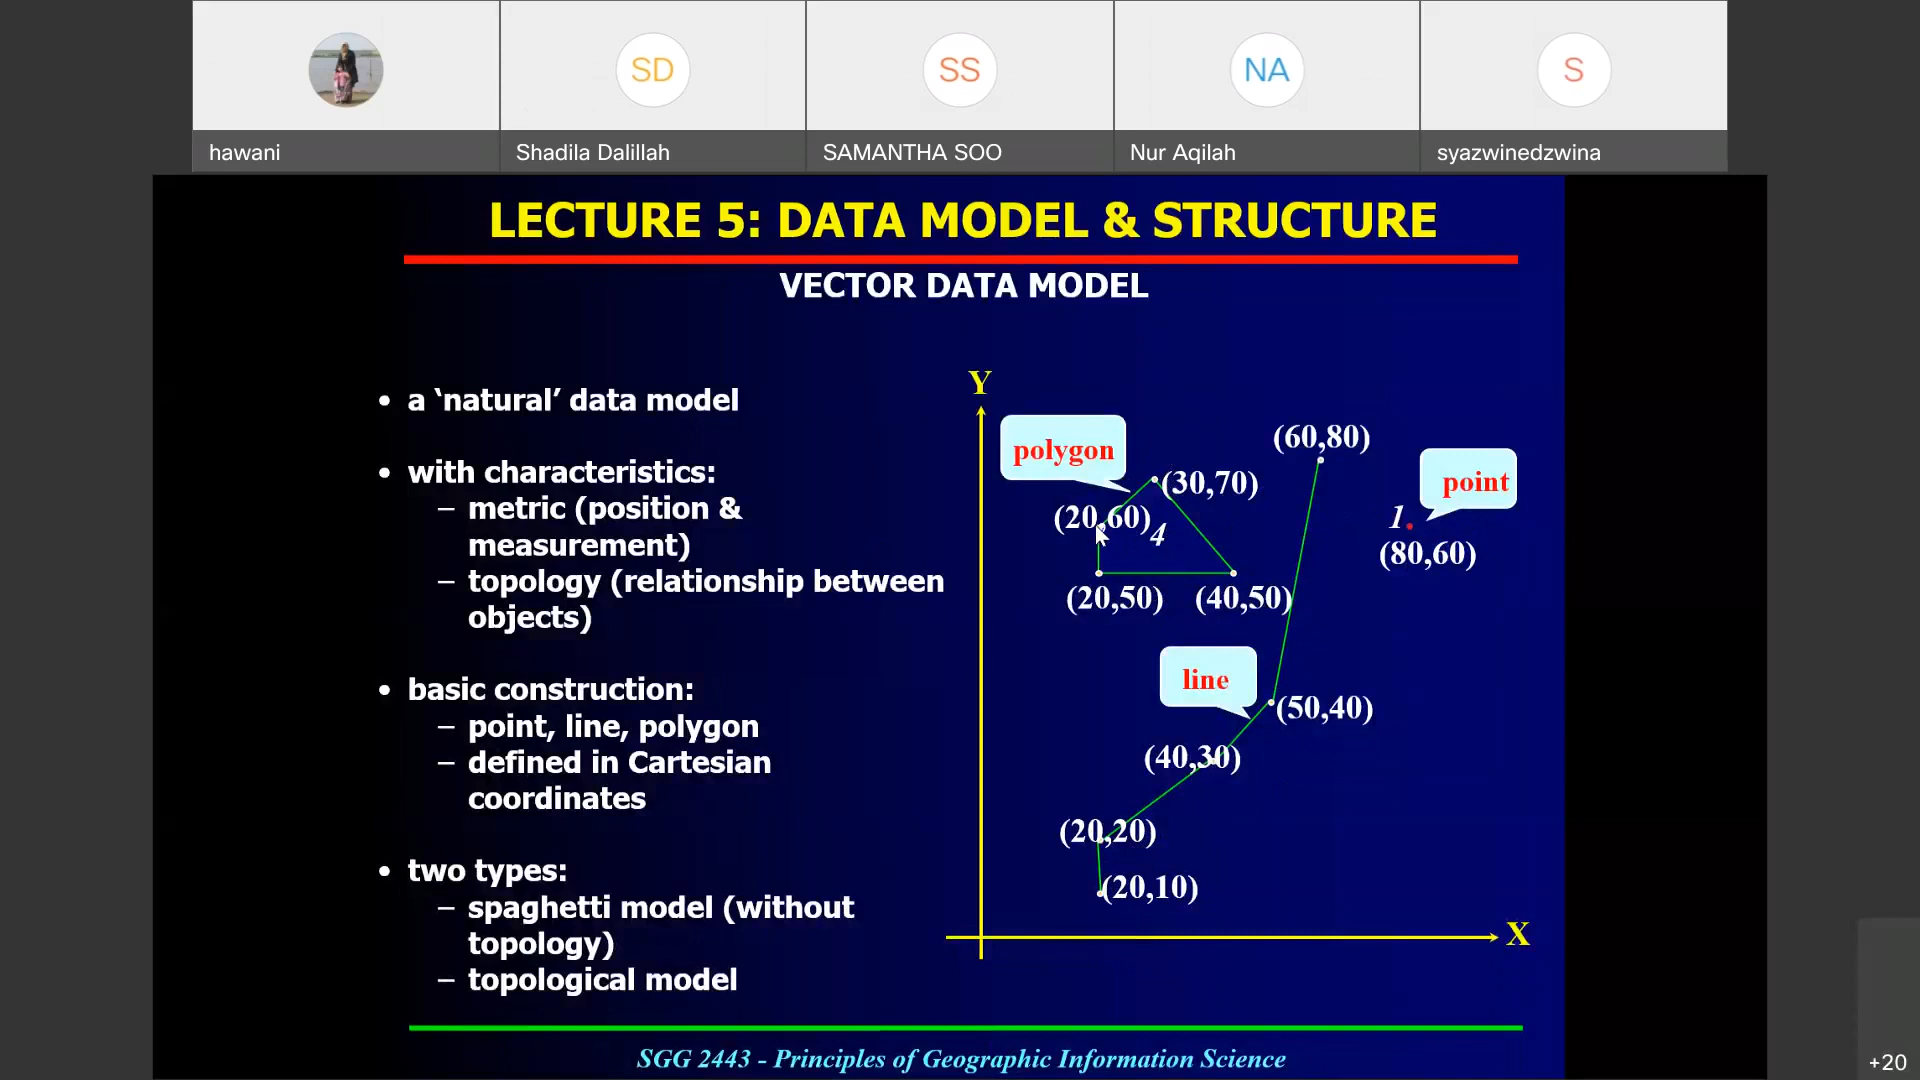 SD
SS
NA
S
hawani
Shadila Dalillah
SAMANTHA SOO
Nur Aqilah
syazwinedzwina
LECTURE 5: DATA MODEL & STRUCTURE
VECTOR DATA MODEL
• a ‘natural’ data model
• with characteristics:
– metric (position &
measurement)
– topology (relationship between
objects)
• basic construction:
– point, line, polygon
– defined in Cartesian
coordinates
• two types:
– spaghetti model (without
topology)
– topological model
Y
polygon
(60,80)
point
(30,70)
(20,60)
4
1.
(80,60)
(20,50)
(40,50)
line
(50,40)
(40,30)
(20,20)
(20,10)
X
SGG 2443 - Principles of Geographic Information Science
+20